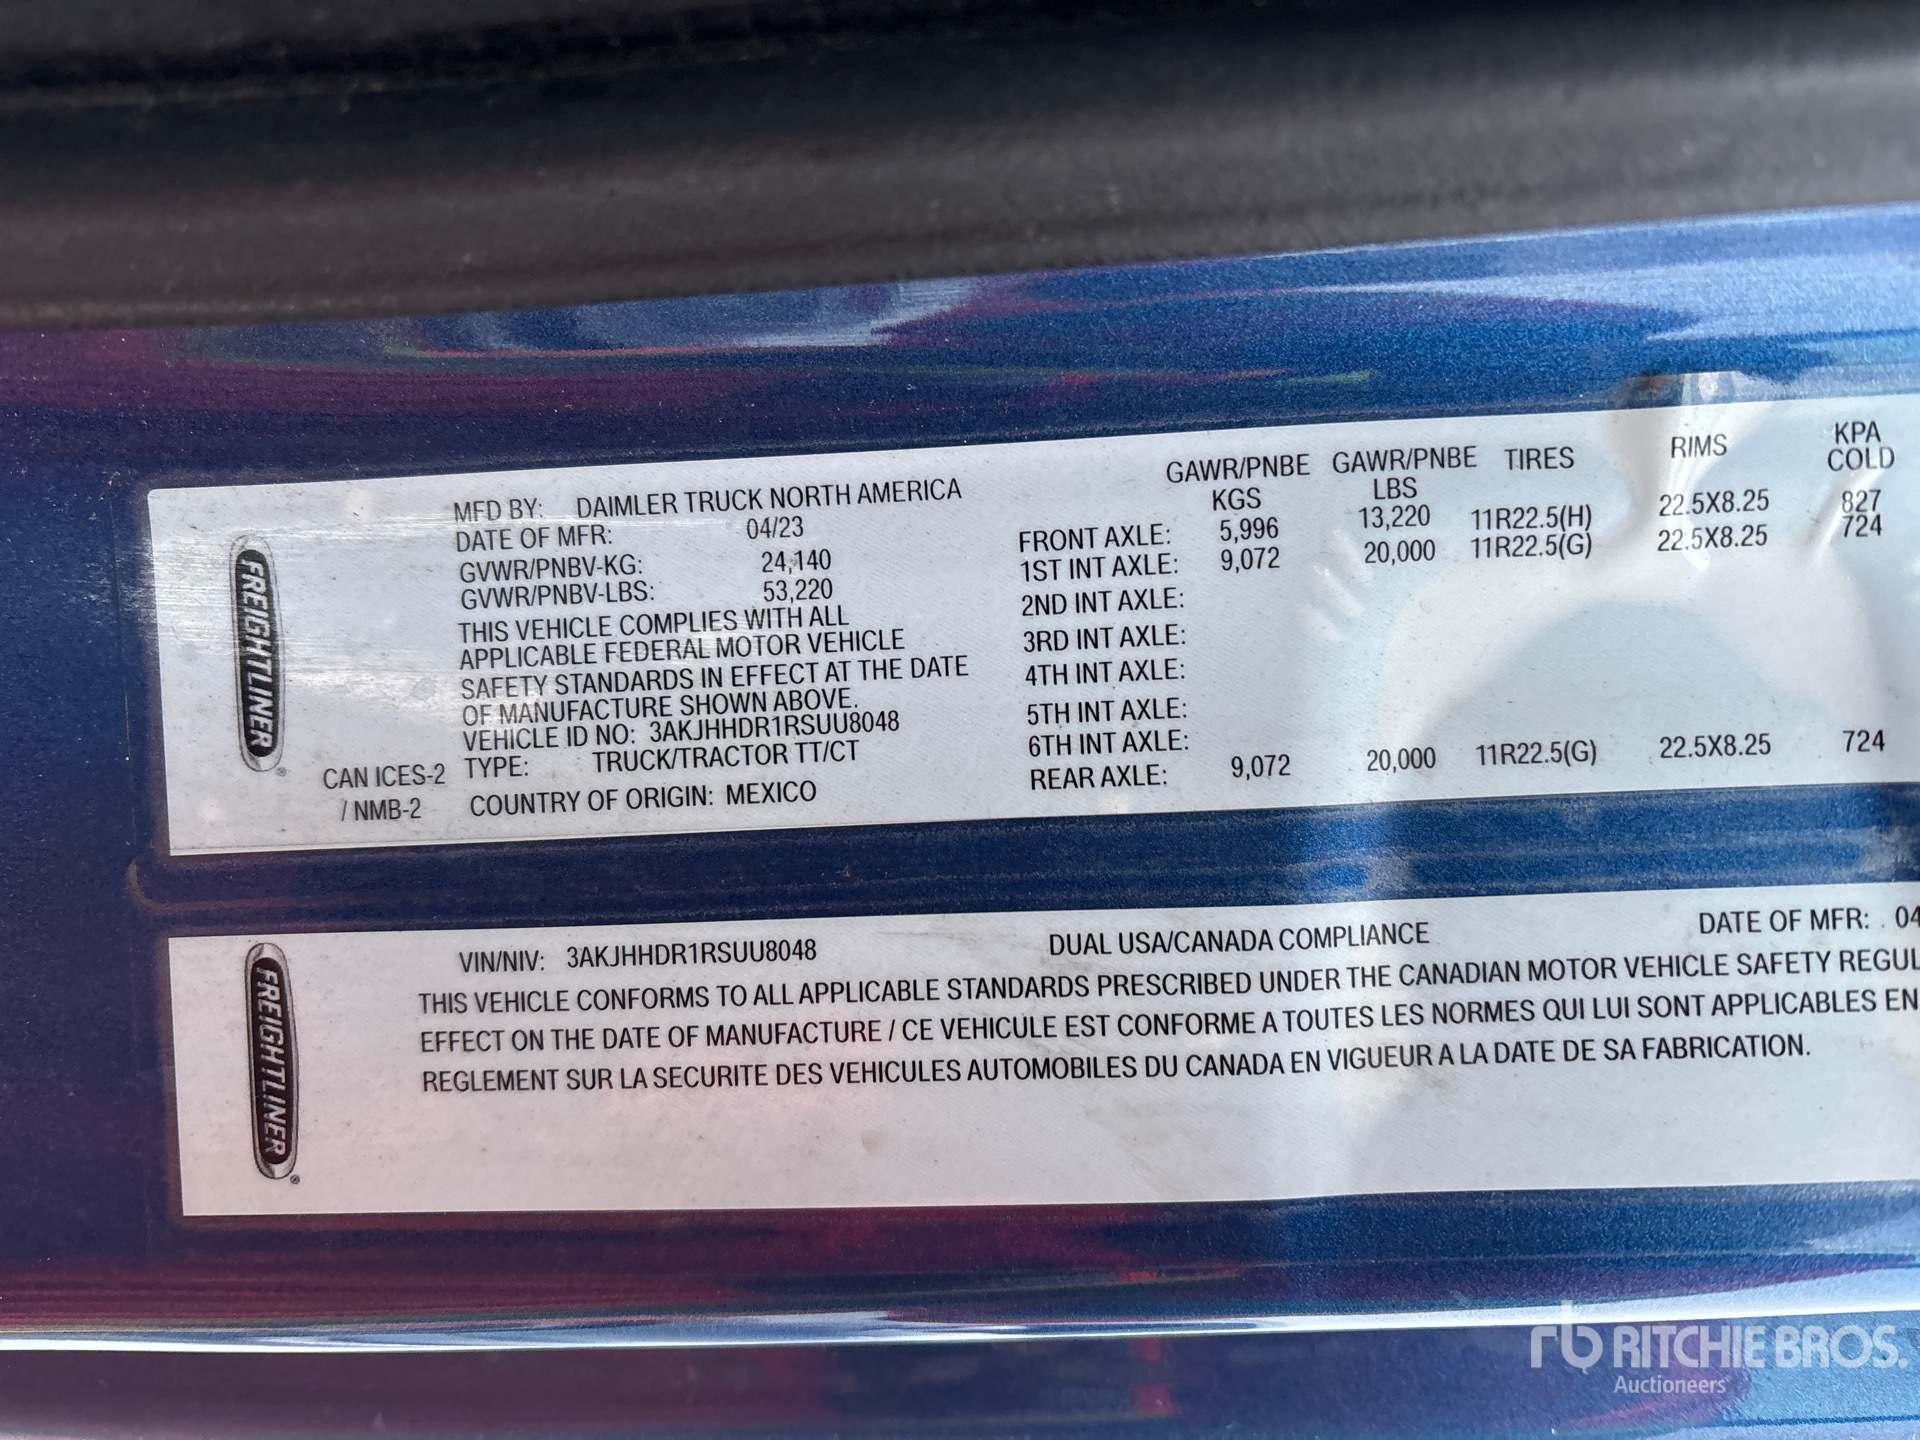 FREIGHTLINER
CAN ICES-2
/ NMB-2
MFD BY: DAIMLER TRUCK NORTH AMERICA
DATE OF MFR: 04/23
GVWR/PNBV-KG: 24,140
GVWR/PNBV-LBS: 53,220
THIS VEHICLE COMPLIES WITH ALL
APPLICABLE FEDERAL MOTOR VEHICLE
SAFETY STANDARDS IN EFFECT AT THE DATE
OF MANUFACTURE SHOWN ABOVE.
VEHICLE ID NO: 3AKJHHDR1RSUU8048
TYPE: TRUCK/TRACTOR TT/CT
COUNTRY OF ORIGIN: MEXICO
GAWR/PNBE KGS GAWR/PNBE LBS TIRES RIMS KPA COLD
FRONT AXLE: 5,996 13,220 11R22.5(H) 22.5X8.25 827
1ST INT AXLE: 9,072 20,000 11R22.5(G) 22.5X8.25 724
2ND INT AXLE:
3RD INT AXLE:
4TH INT AXLE:
5TH INT AXLE:
6TH INT AXLE:
REAR AXLE: 9,072 20,000 11R22.5(G) 22.5X8.25 724
FREIGHTLINER
VIN/NIV: 3AKJHHDR1RSUU8048 DUAL USA/CANADA COMPLIANCE DATE OF MFR: 04
THIS VEHICLE CONFORMS TO ALL APPLICABLE STANDARDS PRESCRIBED UNDER THE CANADIAN MOTOR VEHICLE SAFETY REGUL
EFFECT ON THE DATE OF MANUFACTURE / CE VEHICULE EST CONFORME A TOUTES LES NORMES QUI LUI SONT APPLICABLES EN
REGLEMENT SUR LA SECURITE DES VEHICULES AUTOMOBILES DU CANADA EN VIGUEUR A LA DATE DE SA FABRICATION.
rb RITCHIE BROS.
Auctioneers